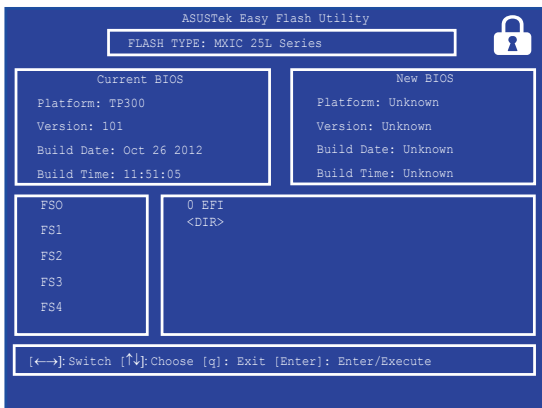 ASUSTek Easy Flash Utility
FLASH TYPE: MXIC 25L Series
Current BIOS
Platform: TP300
Version: 101
Build Date: Oct 26 2012
Build Time: 11:51:05
New BIOS
Platform: Unknown
Version: Unknown
Build Date: Unknown
Build Time: Unknown
FSO
FS1
FS2
FS3
FS4
0 EFI
<DIR>
[←→]: Switch [↑↓]: Choose [q]: Exit [Enter]: Enter/Execute